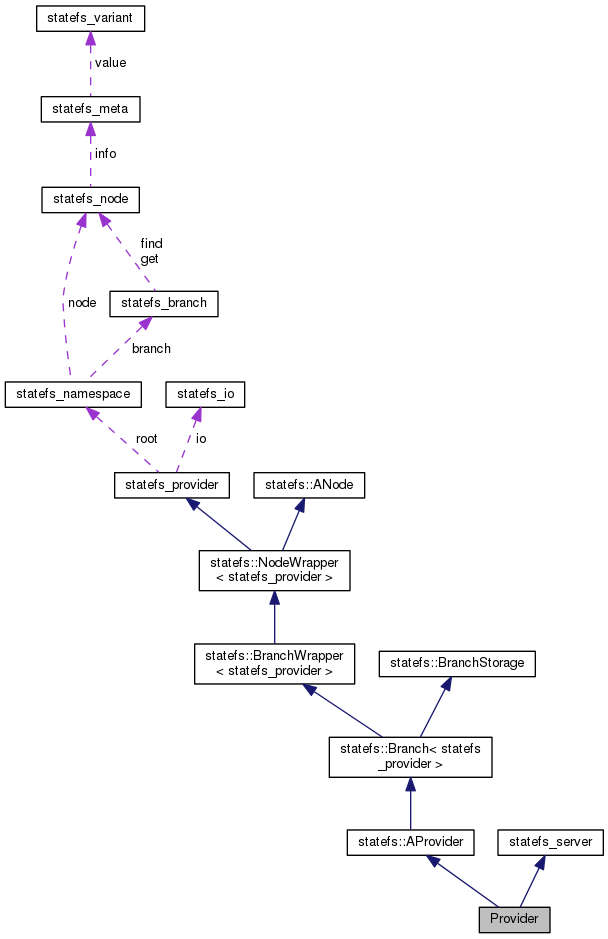 statefs_variant
value
statefs_meta
info
statefs_node
find
get
node
statefs_branch
branch
statefs_namespace
statefs_io
root
io
statefs_provider
statefs::ANode
statefs::NodeWrapper
< statefs_provider >
statefs::BranchWrapper
< statefs_provider >
statefs::BranchStorage
statefs::Branch< statefs
_provider >
statefs::AProvider
statefs_server
Provider